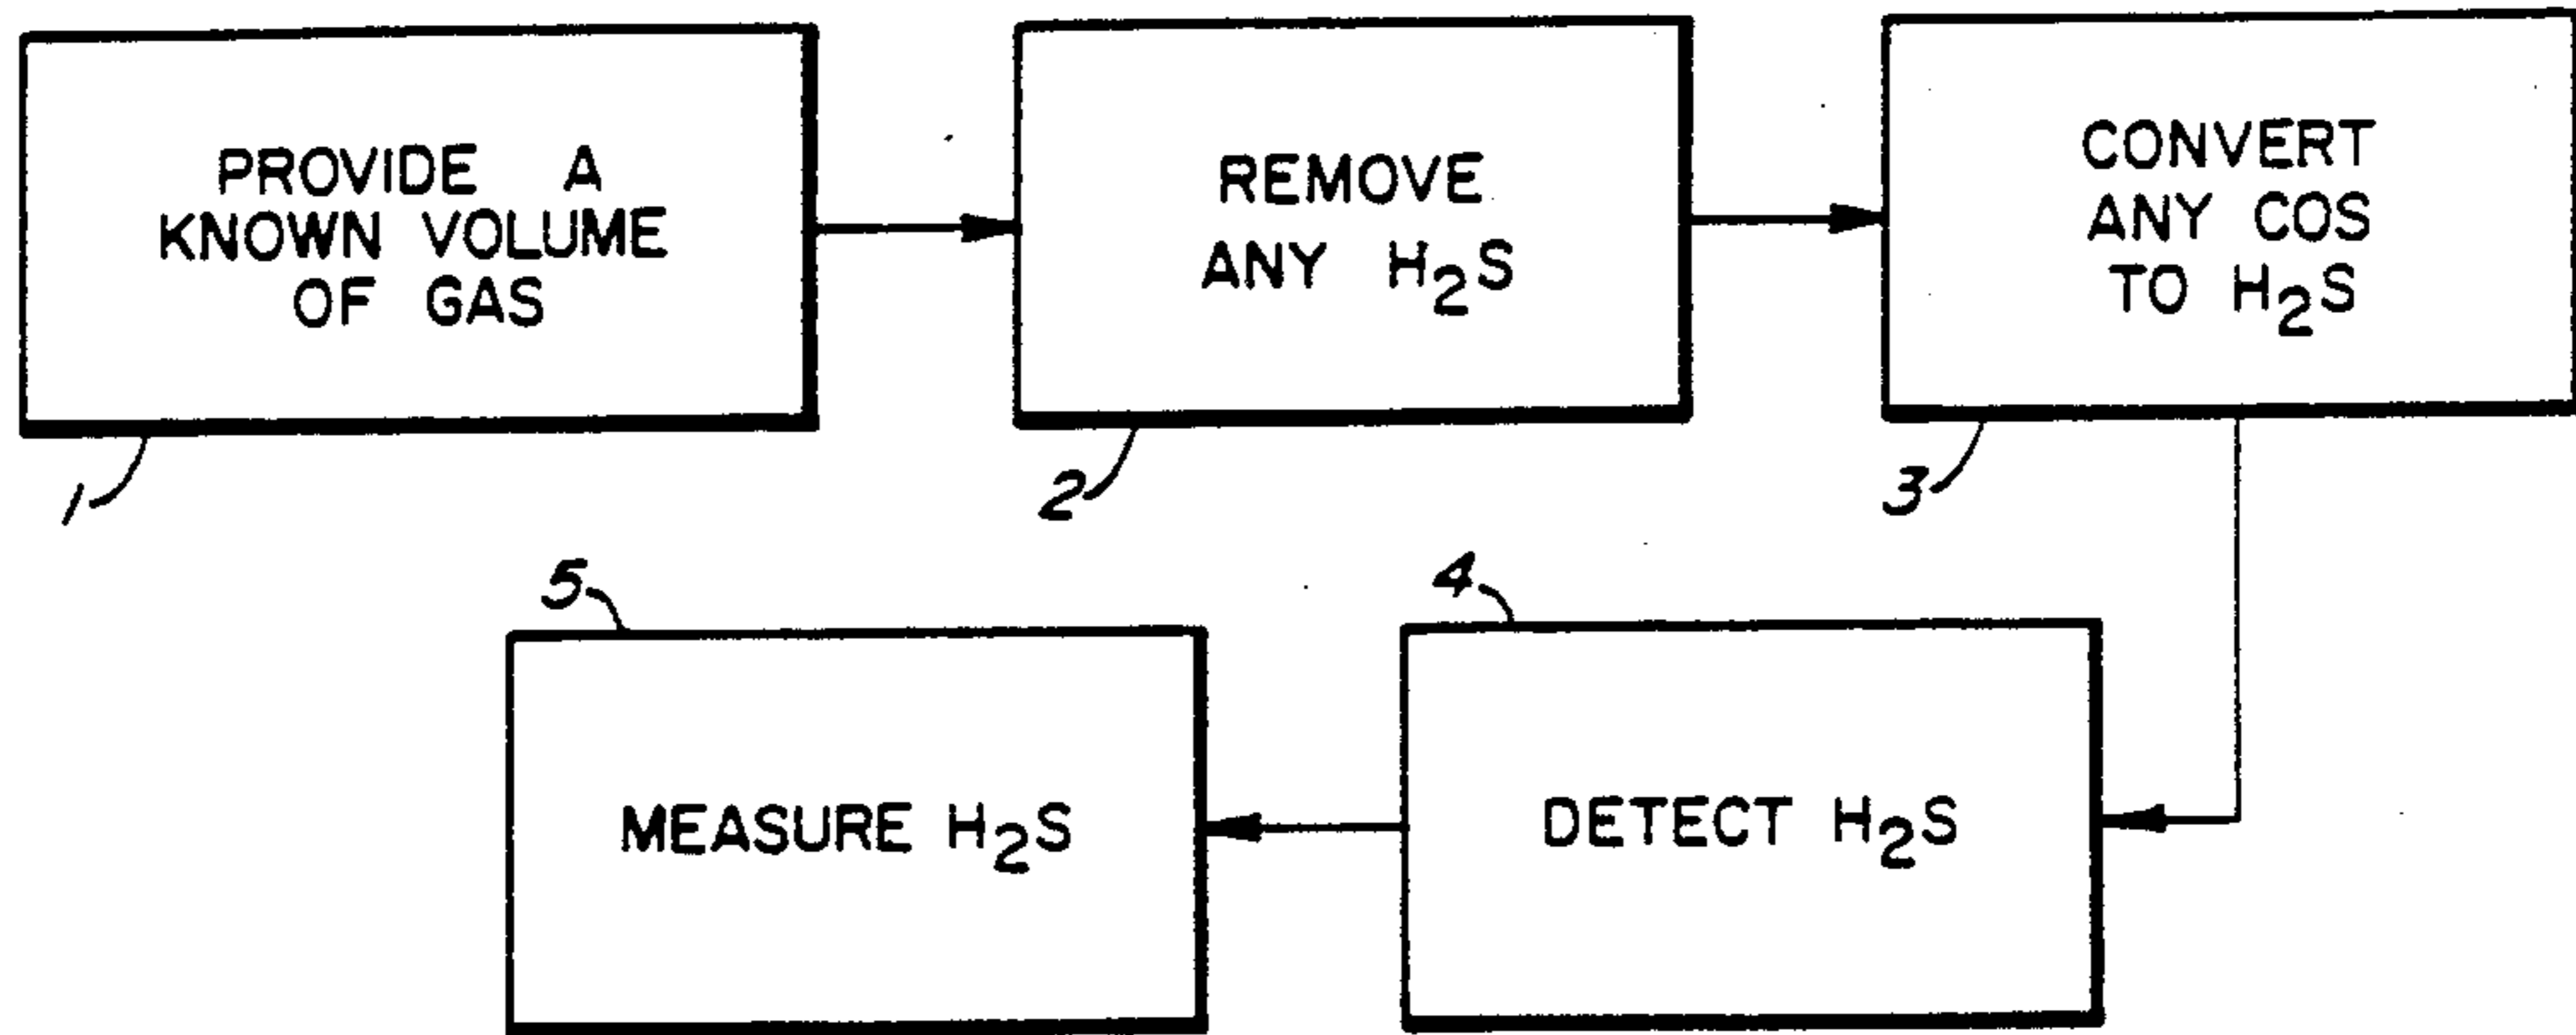 PROVIDE A
KNOWN VOLUME
OF GAS
1
REMOVE
ANY H₂S
2
CONVERT
ANY COS
TO H₂S
3
4
DETECT H₂S
5
MEASURE H₂S